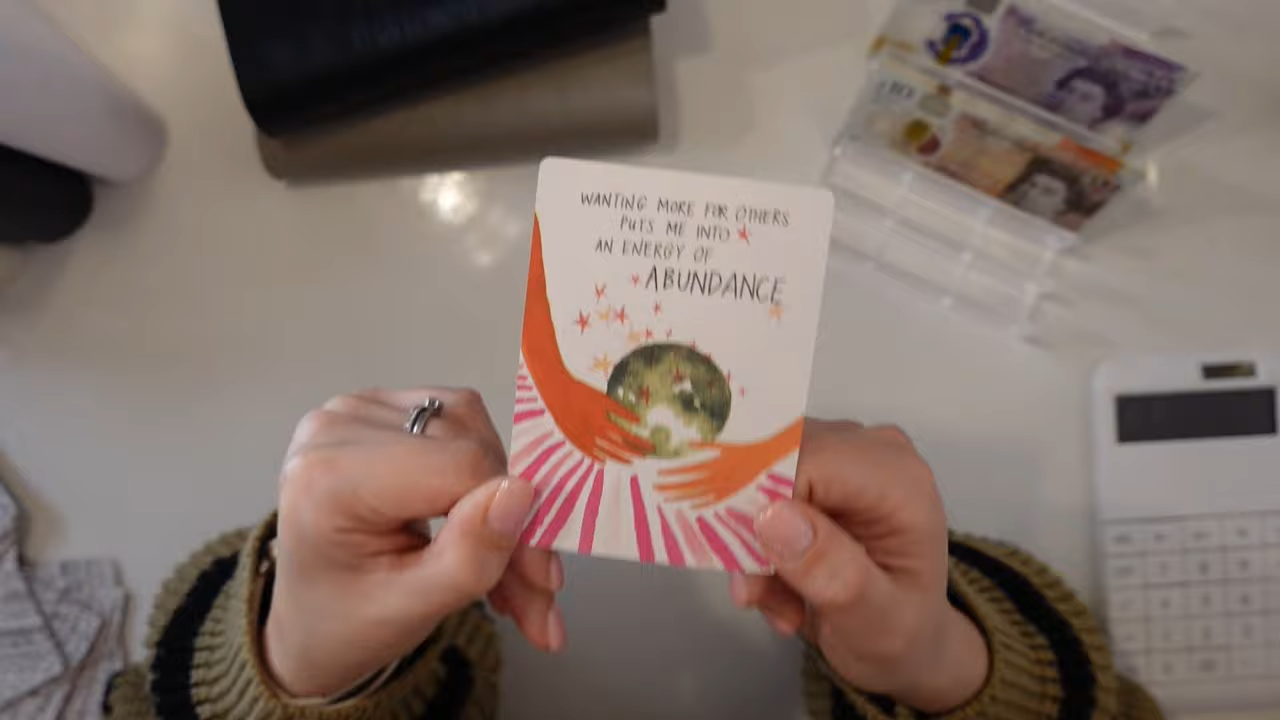 WANTING MORE FOR OTHERS
PUTS ME INTO
AN ENERGY OF
ABUNDANCE